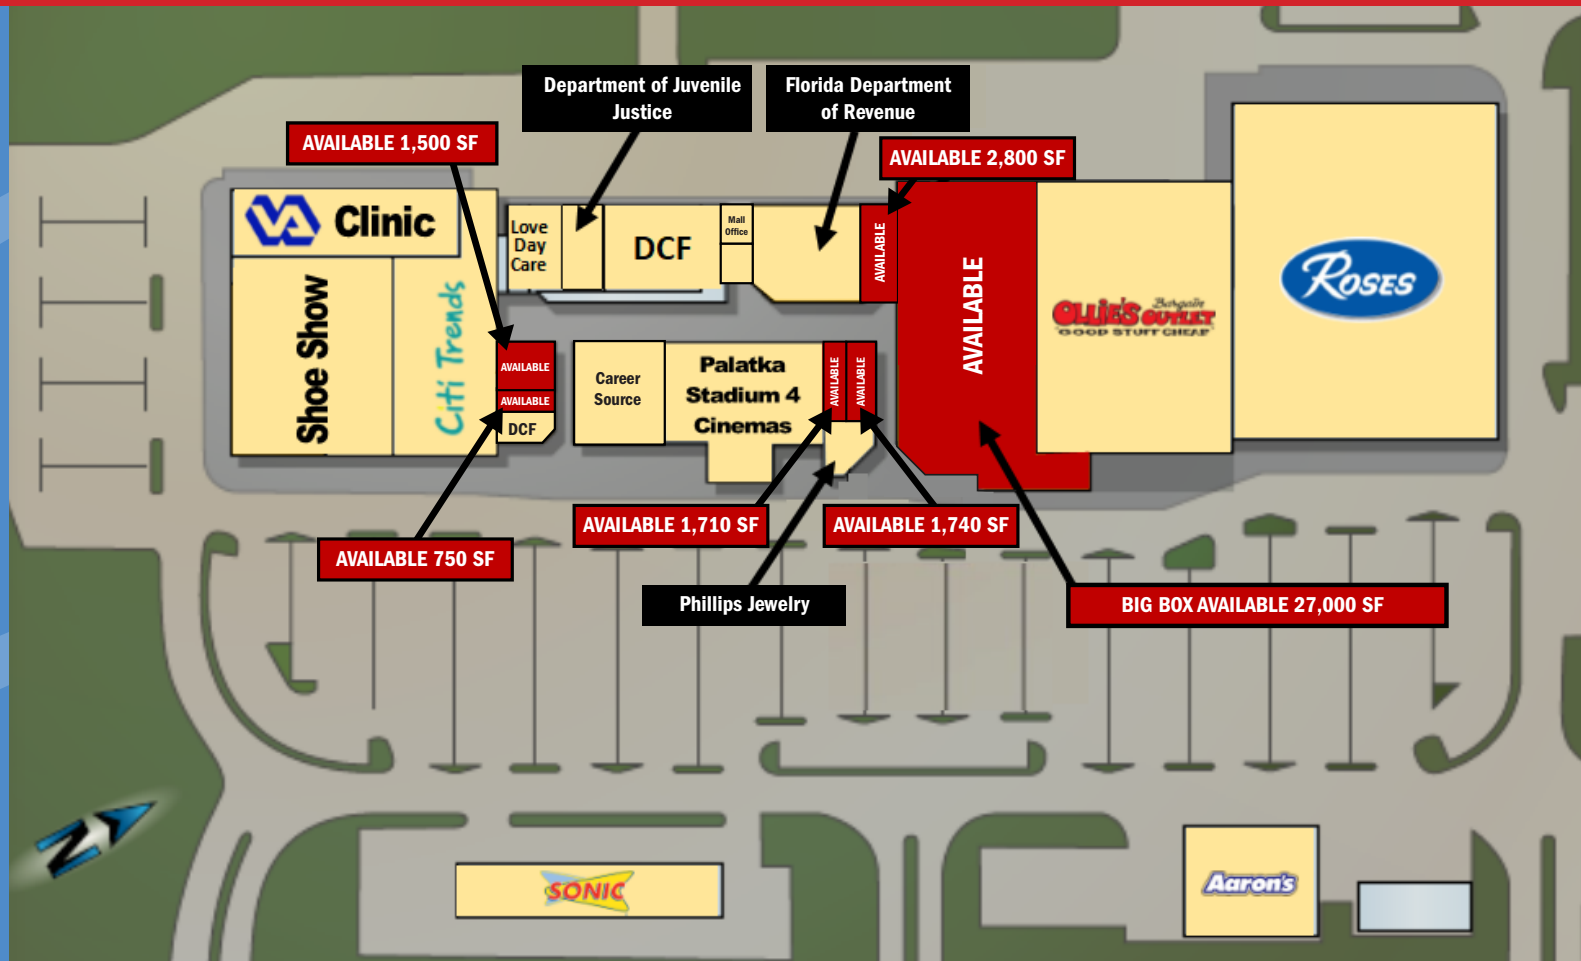 Department of Juvenile
Justice
Florida Department
of Revenue
AVAILABLE 1,500 SF
AVAILABLE 2,800 SF
VA Clinic
Love
Day
Care
DCF
Mall
Office
AVAILABLE
AVAILABLE
OLLIE'S Bargain
OUTLET
GOOD STUFF CHEAP
ROSES
Shoe Show
Citi Trends
AVAILABLE
AVAILABLE
DCF
Career
Source
Palatka
Stadium 4
Cinemas
AVAILABLE
AVAILABLE
AVAILABLE 750 SF
AVAILABLE 1,710 SF
AVAILABLE 1,740 SF
Phillips Jewelry
BIG BOX AVAILABLE 27,000 SF
N
SONIC
Aaron's